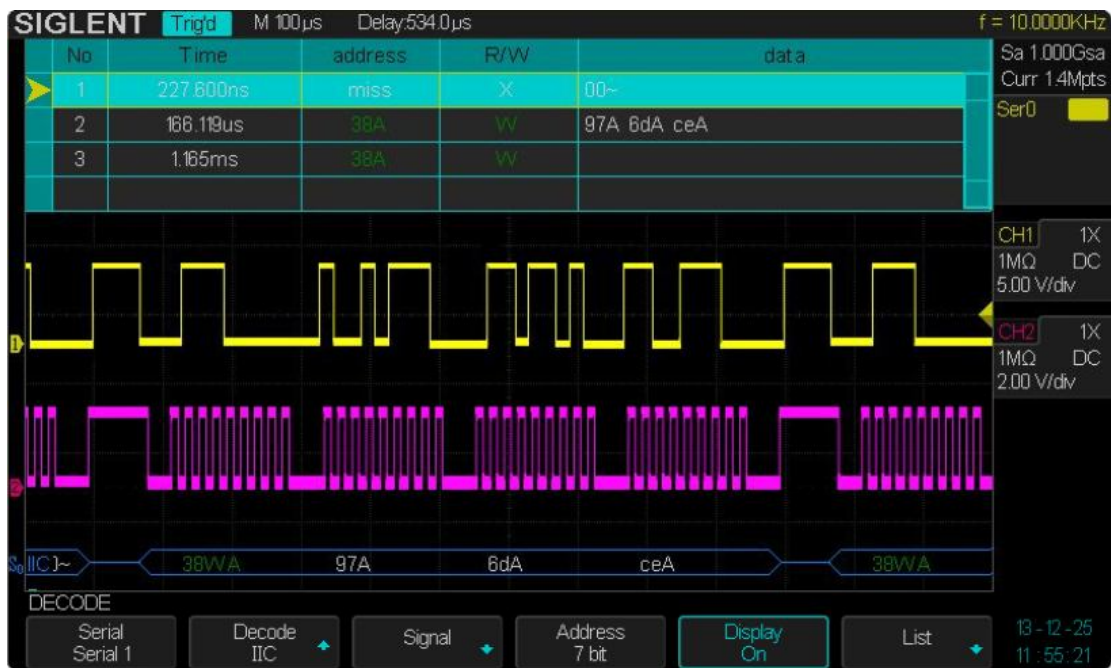 SIGLENT Trig'd M 100µs Delay:534.0µs f = 10.0000KHz
Sa 1.000Gsa
Curr 1.4Mpts
No Time address R/W data
1 227.600ns miss X 00~
2 166.119us 38A W 97A 6dA ceA
3 1.165ms 38A W
Ser0
CH1 1X
1MΩ DC
5.00 V/div
CH2 1X
1MΩ DC
2.00 V/div
1
2
S0 IIC ]~ 38WA 97A 6dA ceA 38WA
DECODE
Serial
Serial 1
Decode
IIC
Signal
Address
7 bit
Display
On
List
13-12-25
11:55:21